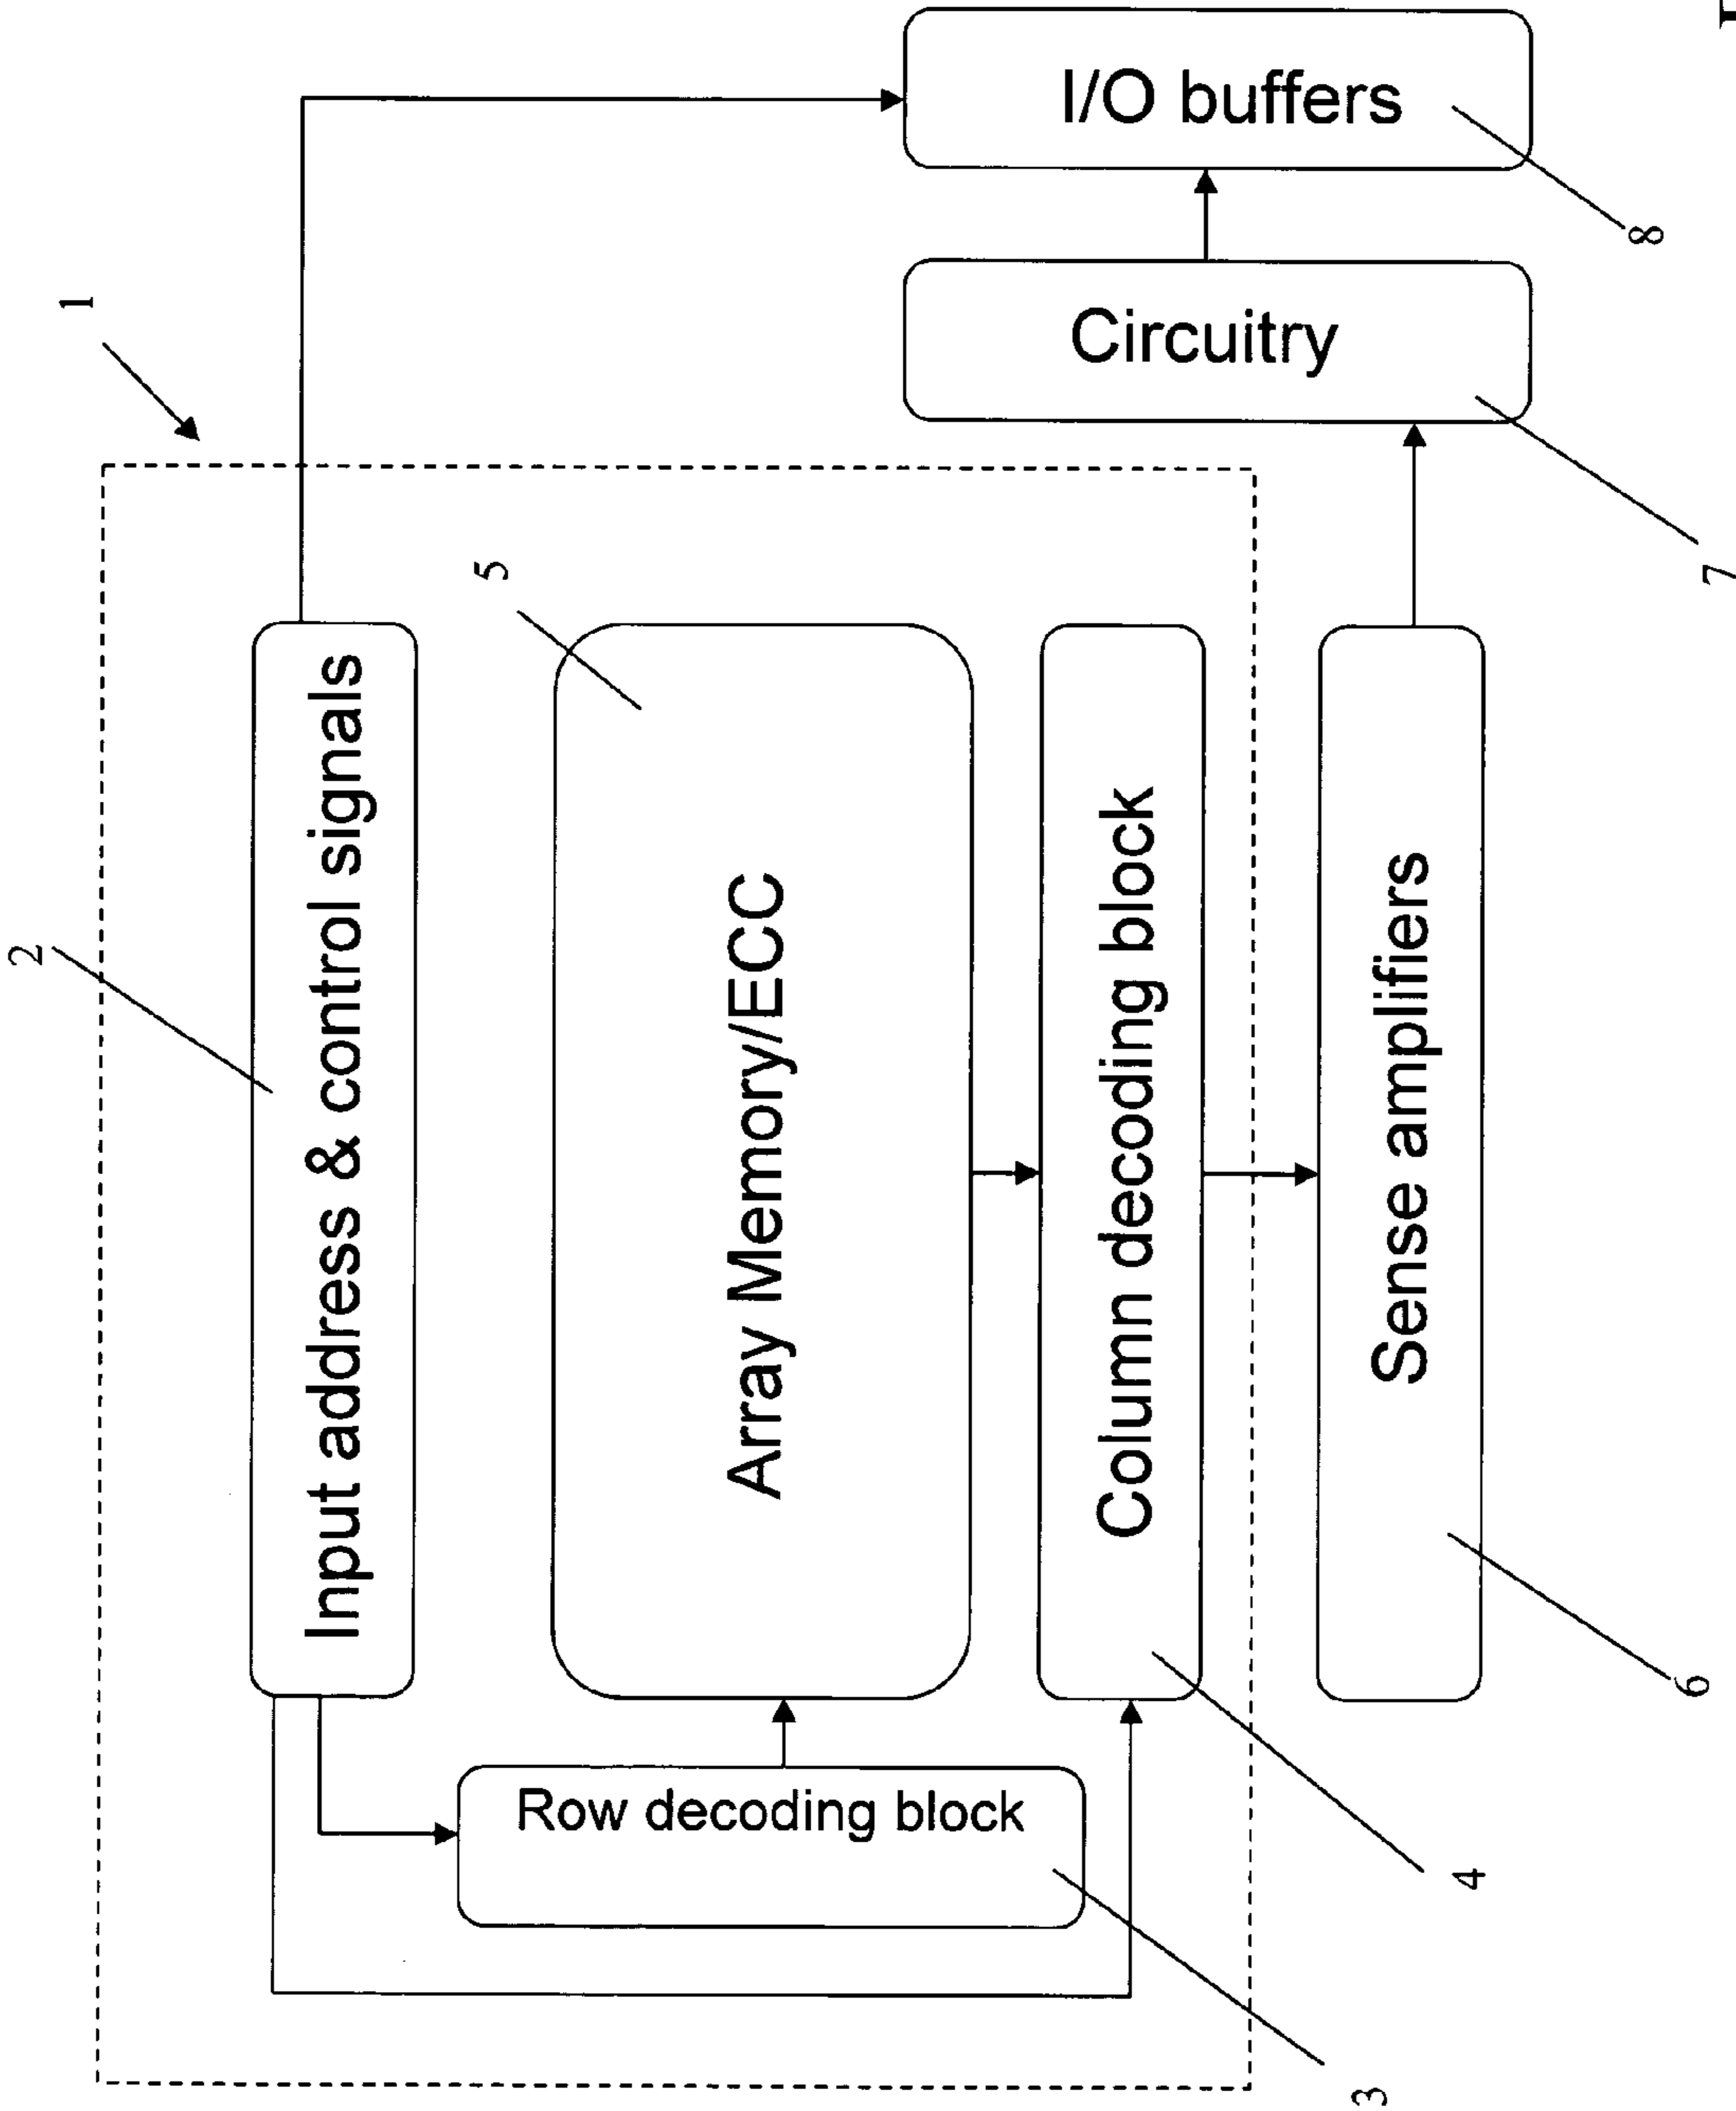 1
2
Input address & control signals
5
Array Memory/ECC
Row decoding block
3
Column decoding block
4
Sense amplifiers
6
Circuitry
7
I/O buffers
8